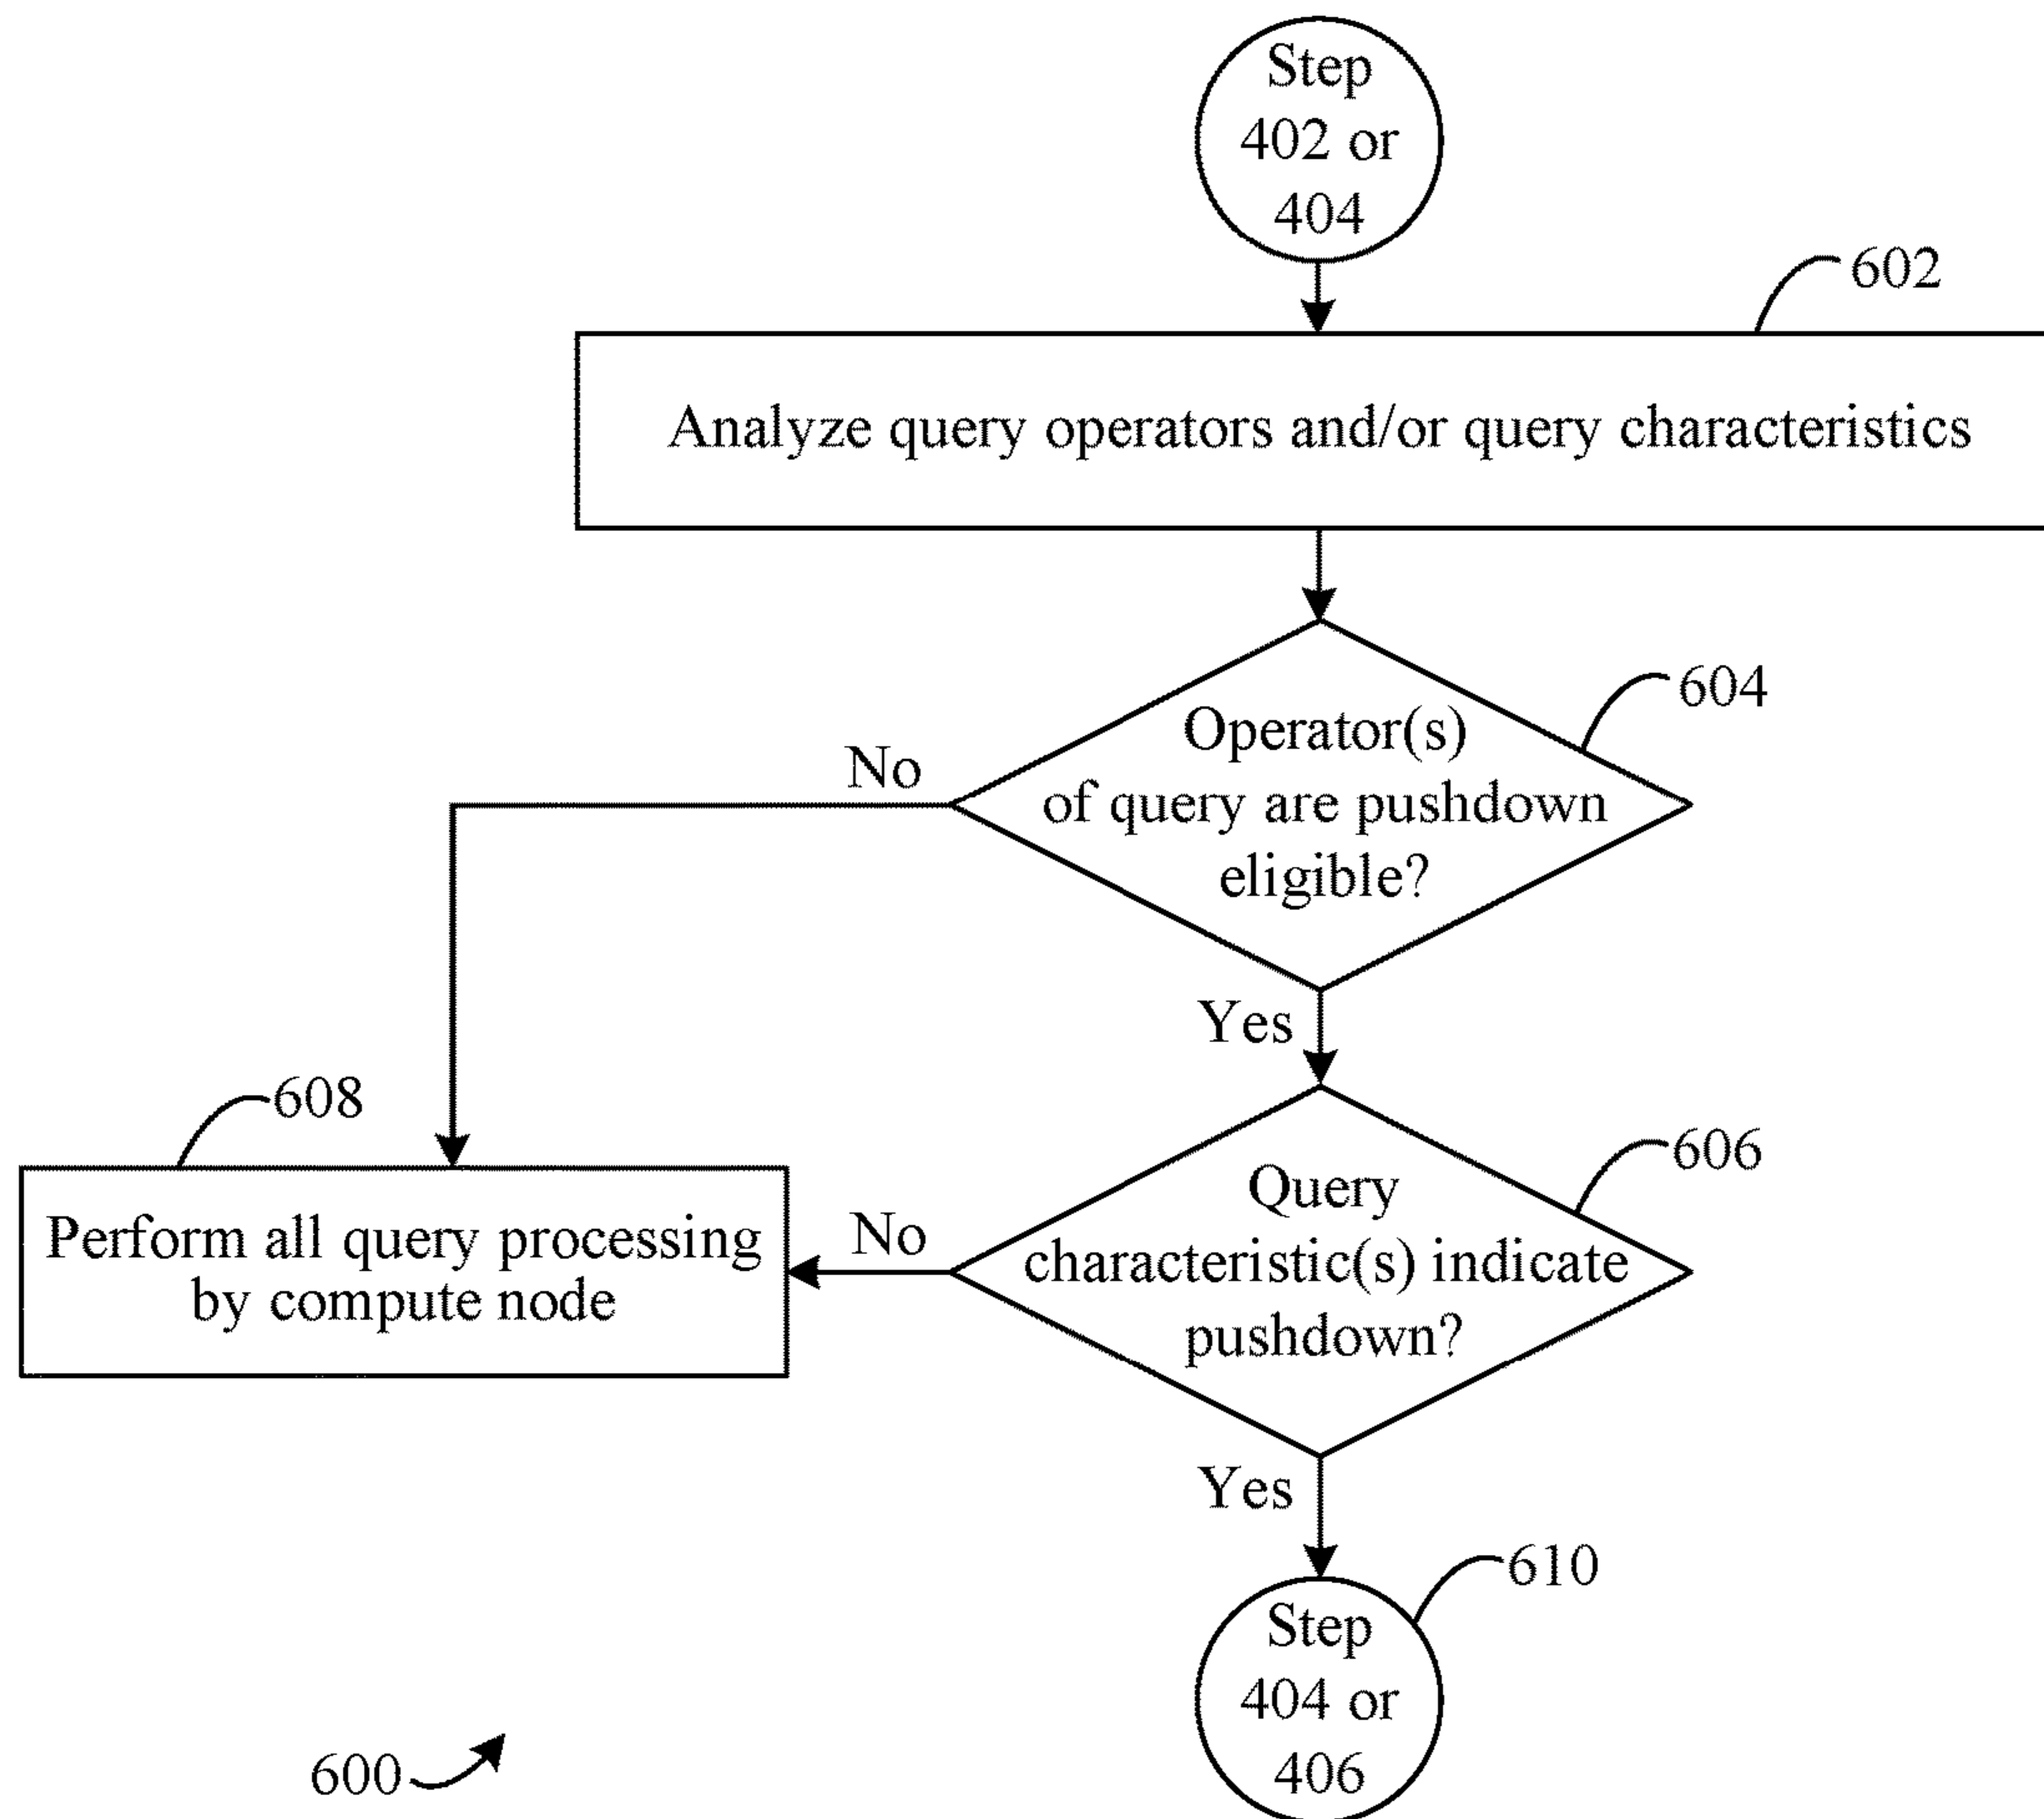 Step
402 or
404
602
Analyze query operators and/or query characteristics
604
Operator(s)
of query are pushdown
eligible?
No
Yes
608
606
Perform all query processing
by compute node
No
Query
characteristic(s) indicate
pushdown?
Yes
610
Step
404 or
406
600